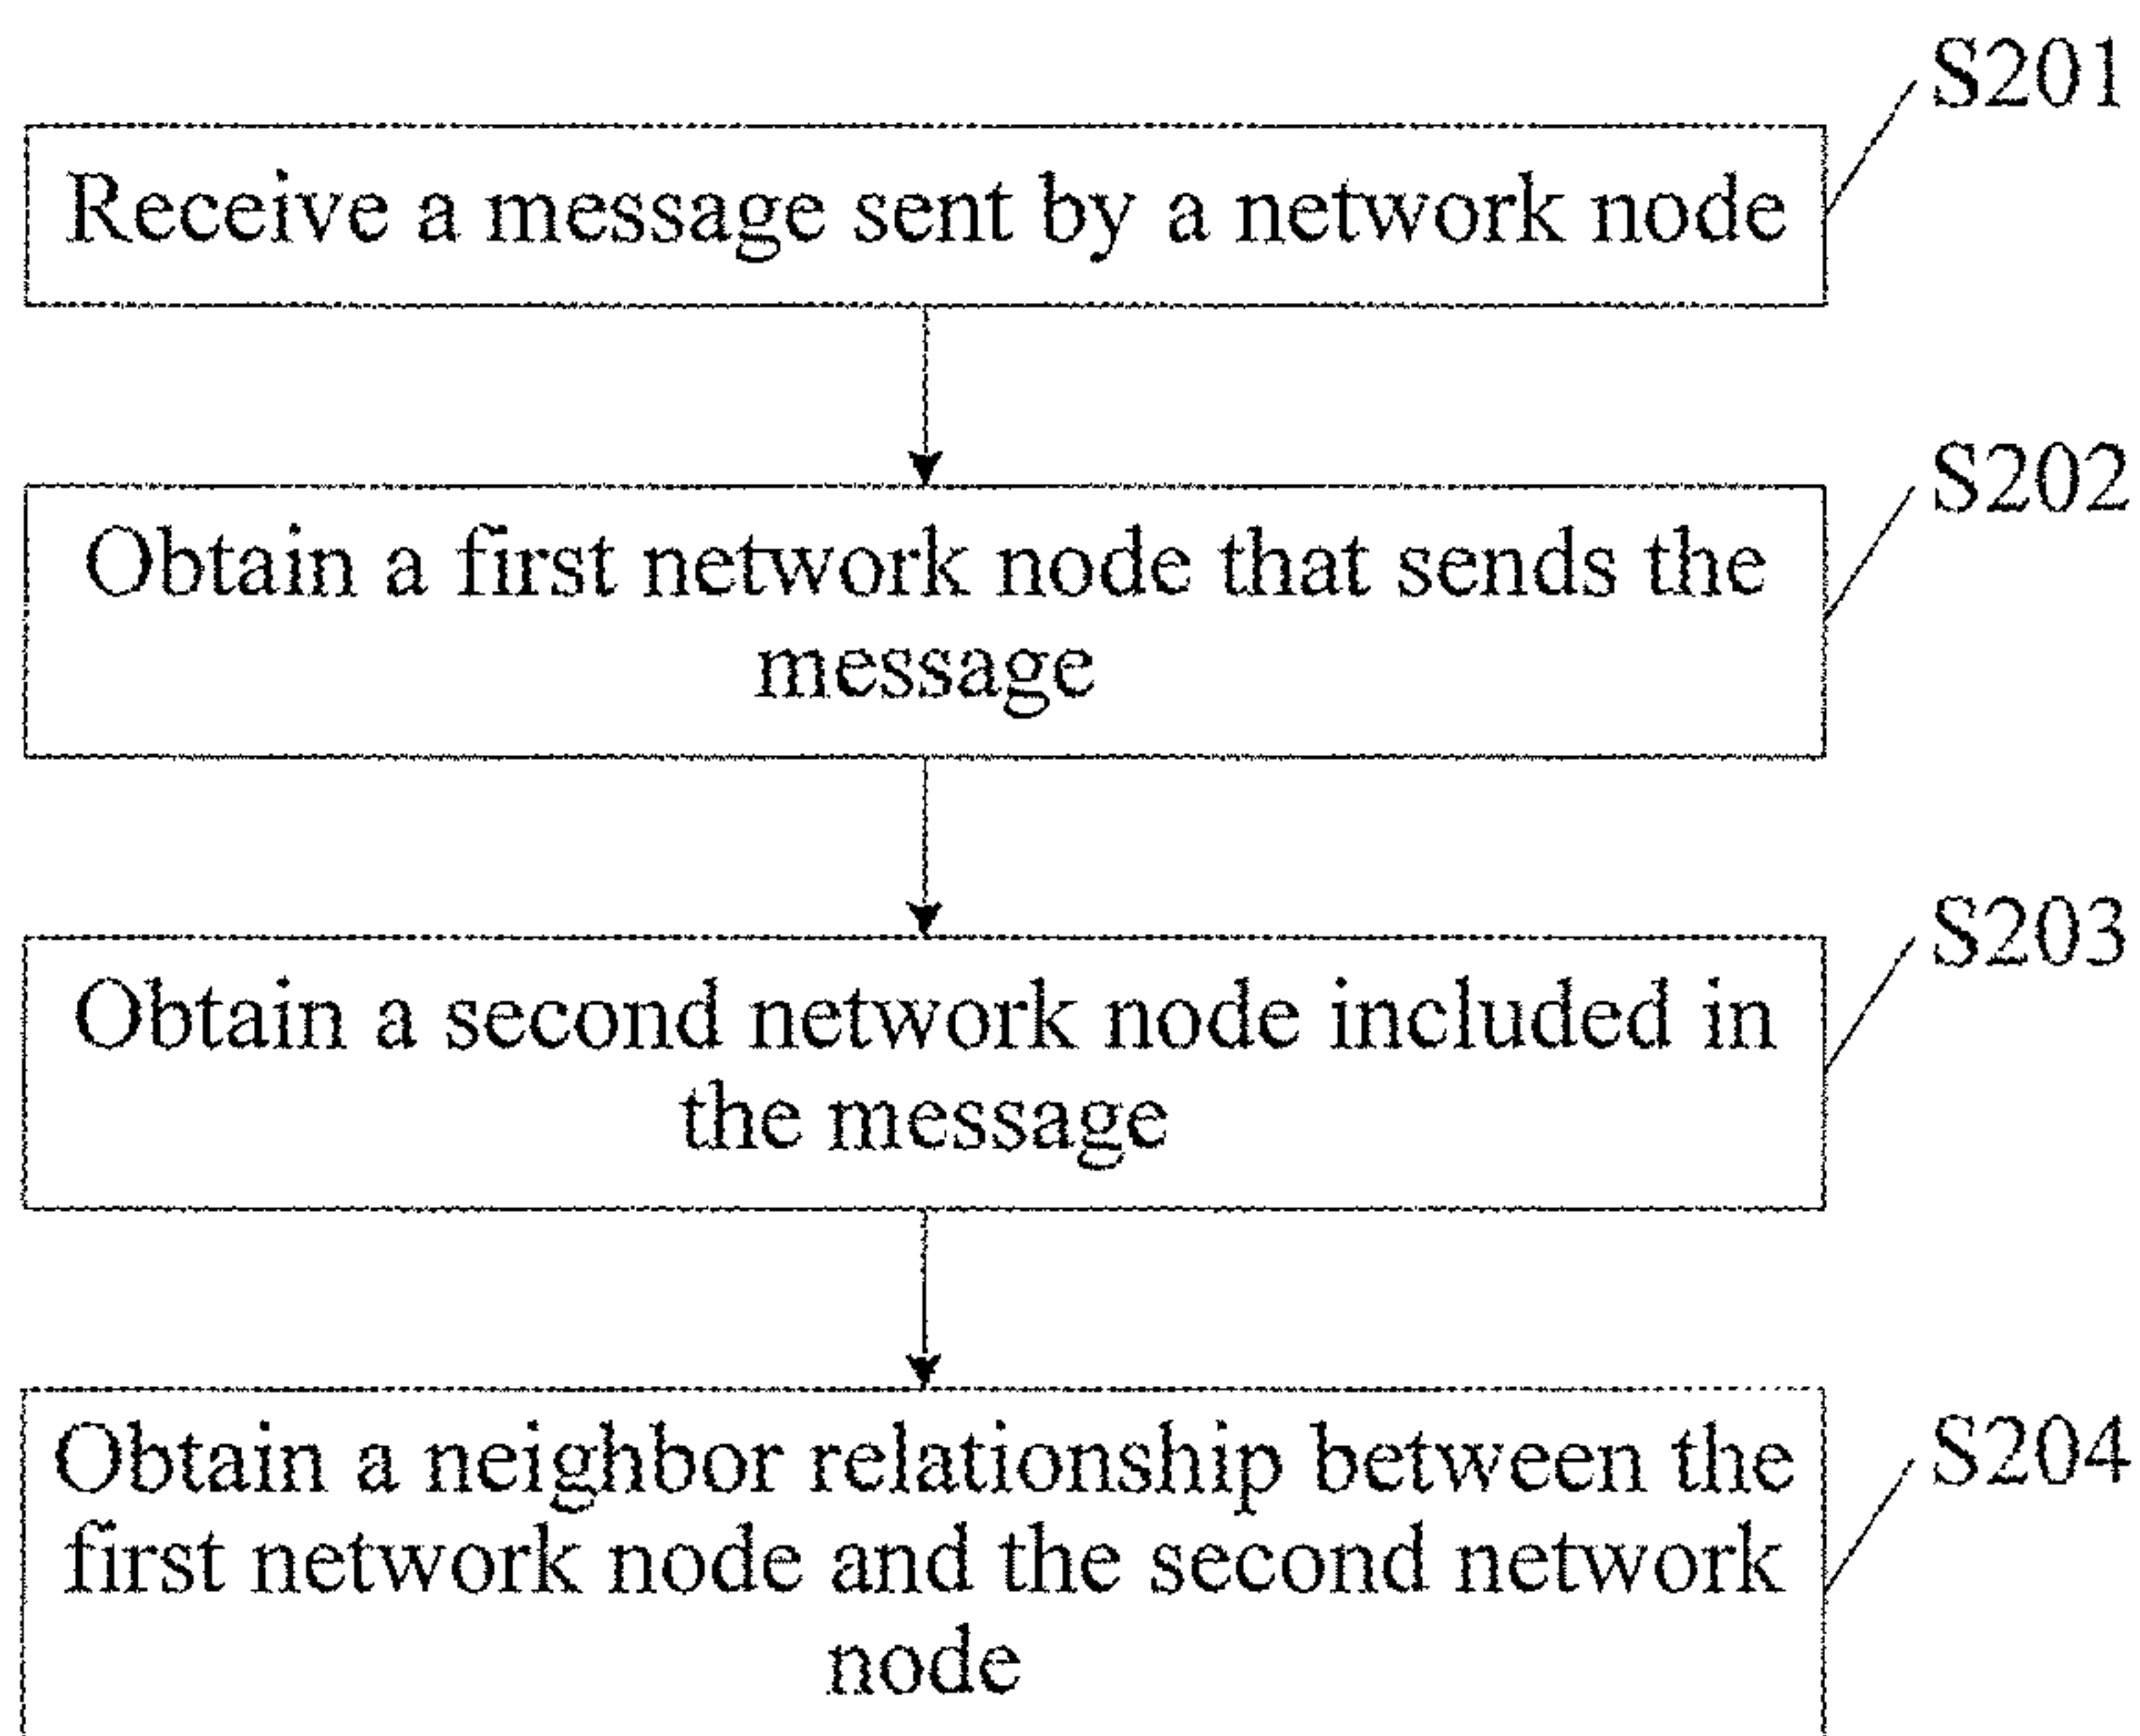 S201
Receive a message sent by a network node
S202
Obtain a first network node that sends the
message
S203
Obtain a second network node included in
the message
S204
Obtain a neighbor relationship between the
first network node and the second network
node